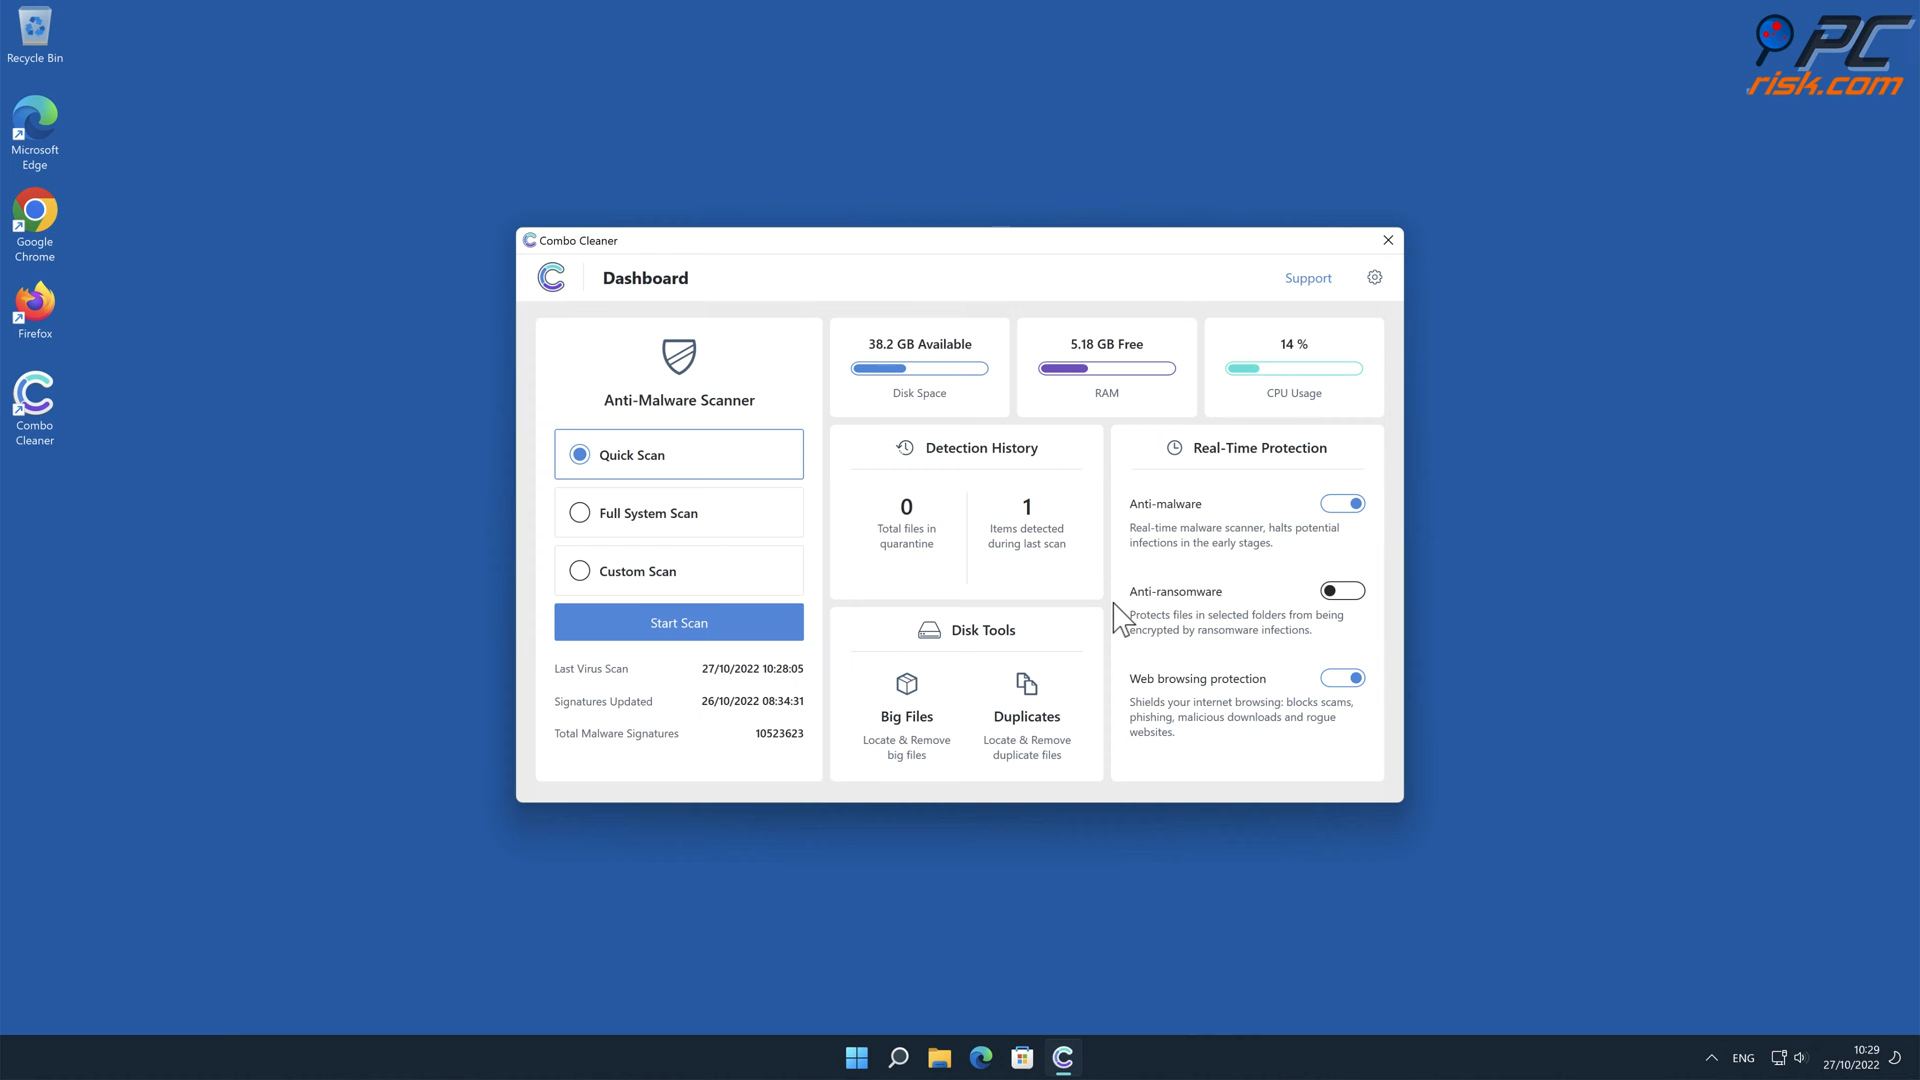 Recycle Bin
Microsoft
Edge
Google
Chrome
Firefox
Combo
Cleaner
PC
risk.com
Combo Cleaner
Dashboard
Support
Anti-Malware Scanner
Quick Scan
Full System Scan
Custom Scan
Start Scan
Last Virus Scan 27/10/2022 10:28:05
Signatures Updated 26/10/2022 08:34:31
Total Malware Signatures 10523623
38.2 GB Available
Disk Space
5.18 GB Free
RAM
14 %
CPU Usage
Detection History
0
Total files in
quarantine
1
Items detected
during last scan
Disk Tools
Big Files
Locate & Remove
big files
Duplicates
Locate & Remove
duplicate files
Real-Time Protection
Anti-malware
Real-time malware scanner, halts potential
infections in the early stages.
Anti-ransomware
Protects files in selected folders from being
encrypted by ransomware infections.
Web browsing protection
Shields your internet browsing: blocks scams,
phishing, malicious downloads and rogue
websites.
ENG
10:29
27/10/2022